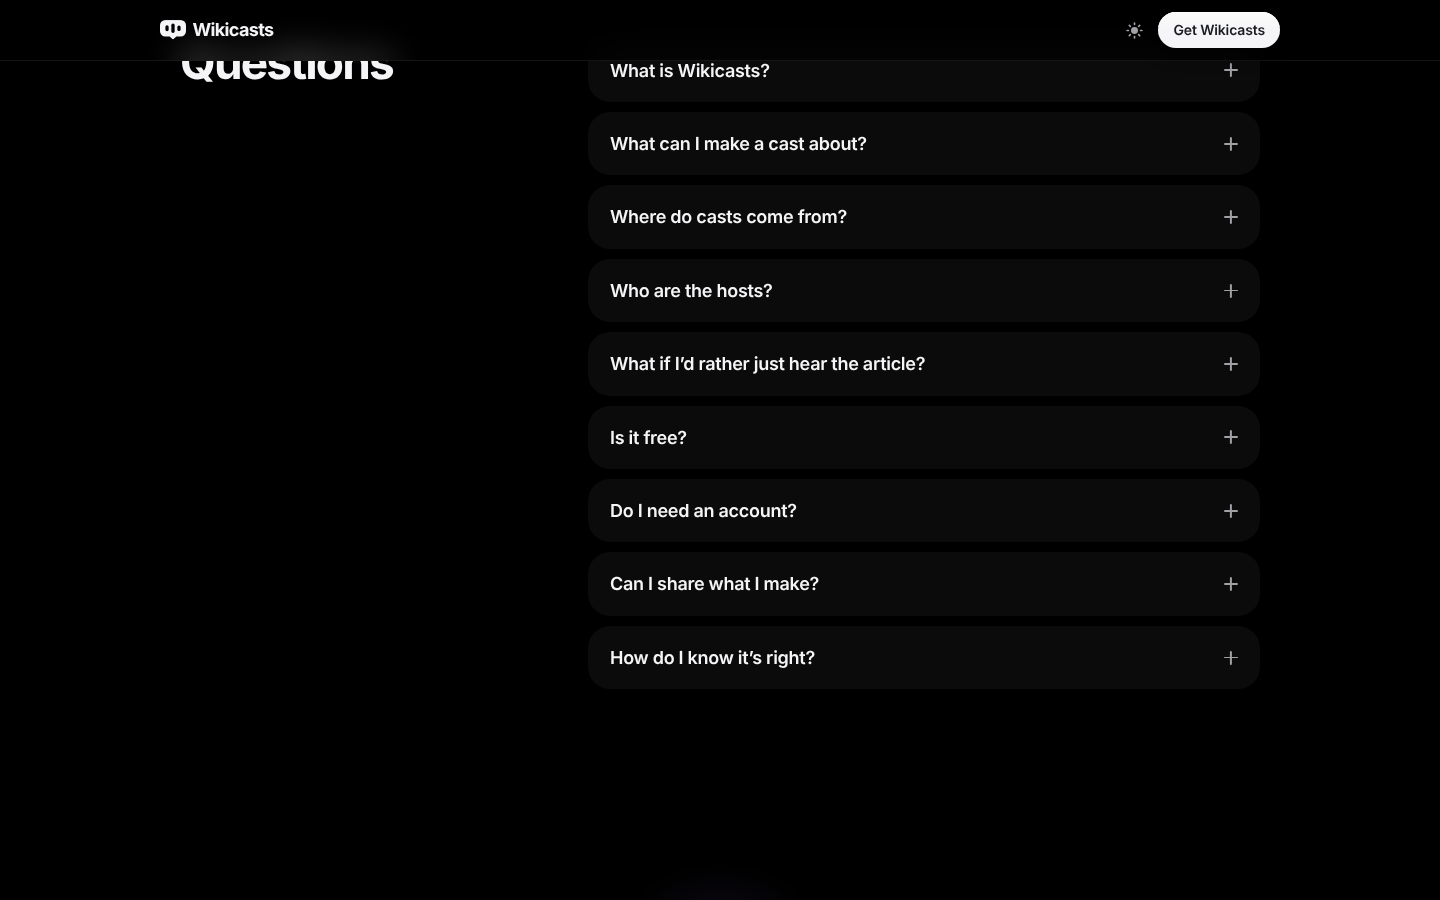 Wikicasts
Get Wikicasts
Questions
What is Wikicasts?
What can I make a cast about?
Where do casts come from?
Who are the hosts?
What if I’d rather just hear the article?
Is it free?
Do I need an account?
Can I share what I make?
How do I know it’s right?